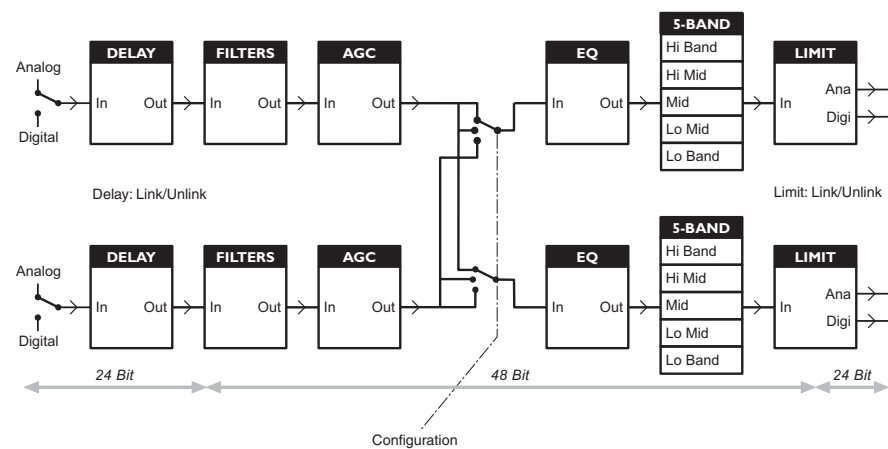 DELAY FILTERS AGC EQ 5-BAND LIMIT
Analog
Digital
In Out In Out In Out In Out
Hi Band
Hi Mid
Mid
Lo Mid
Lo Band
In Ana
Digi
Delay: Link/Unlink Limit: Link/Unlink
DELAY FILTERS AGC EQ 5-BAND LIMIT
Analog
Digital
In Out In Out In Out In Out
Hi Band
Hi Mid
Mid
Lo Mid
Lo Band
In Ana
Digi
24 Bit 48 Bit 24 Bit
Configuration